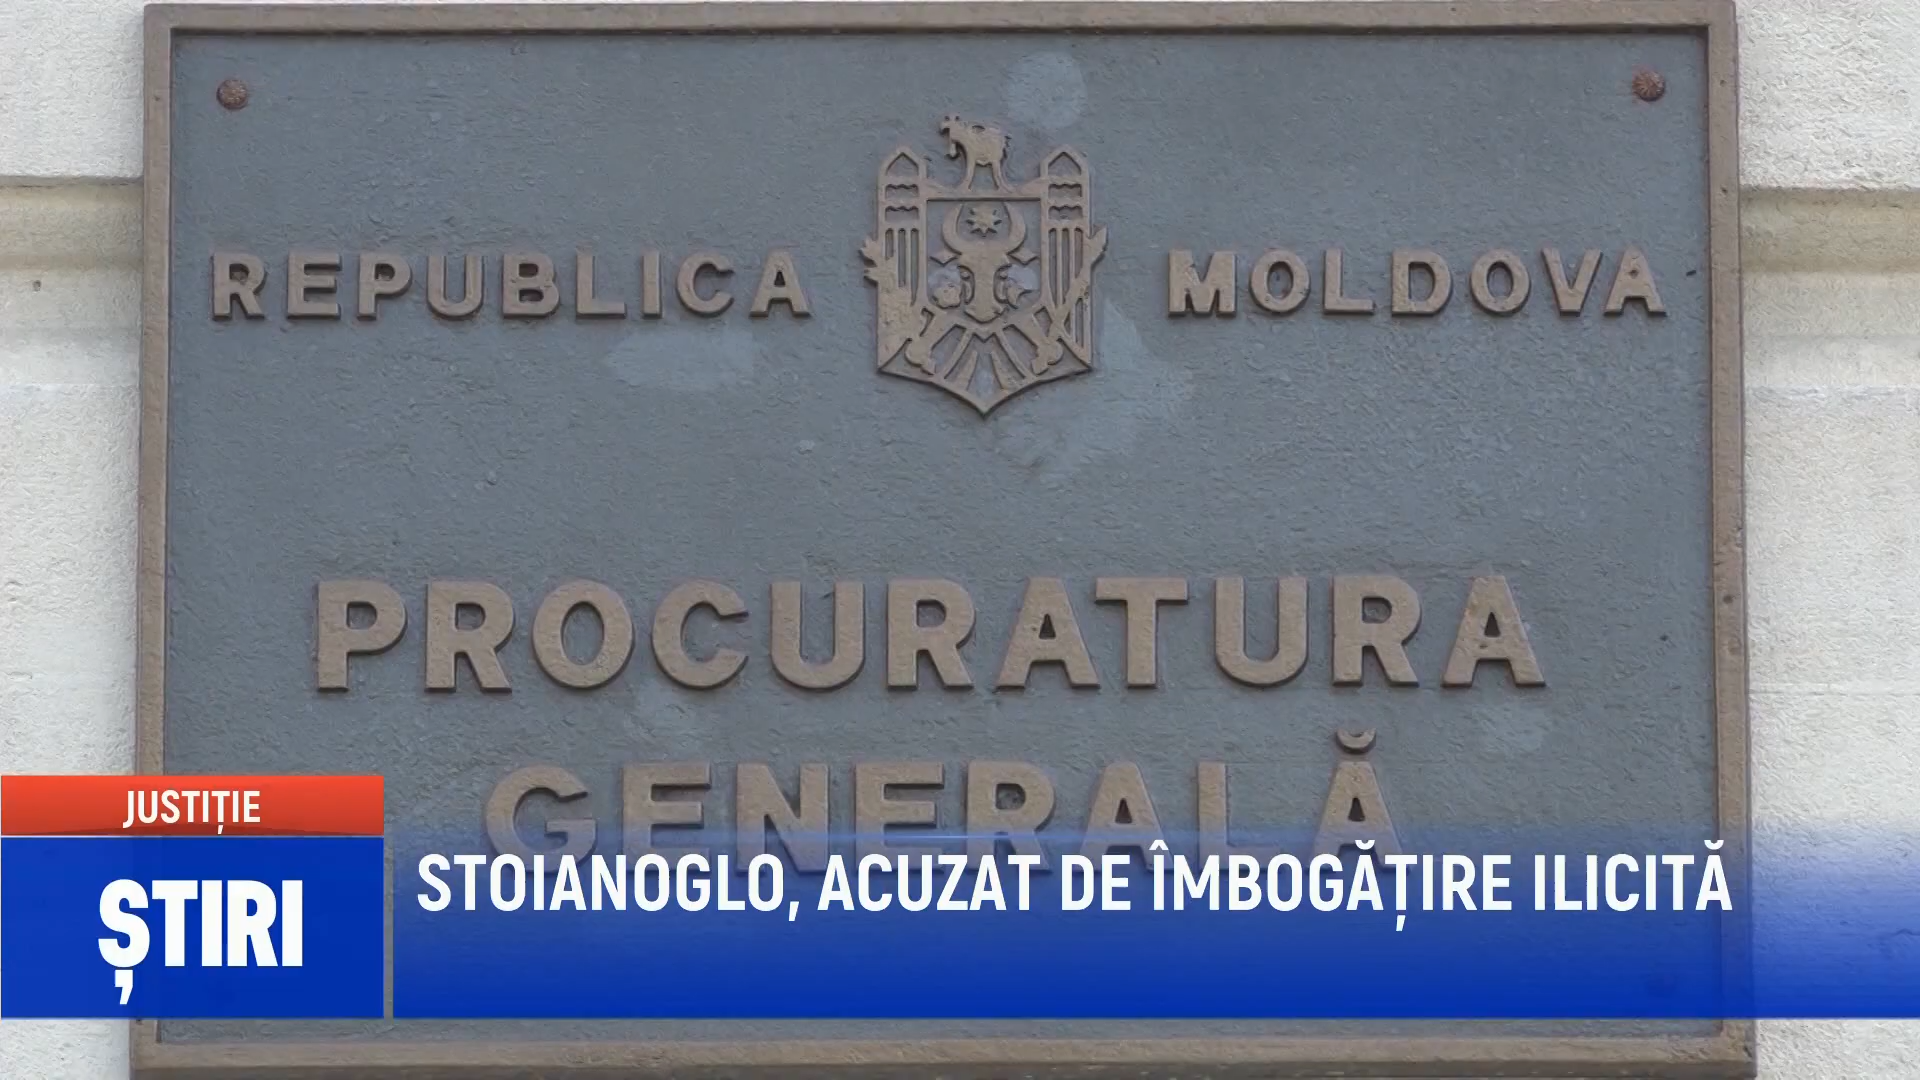 REPUBLICA MOLDOVA
PROCURATURA
GENERALĂ
JUSTIȚIE
ȘTIRI
STOIANOGLO, ACUZAT DE ÎMBOGĂȚIRE ILICITĂ